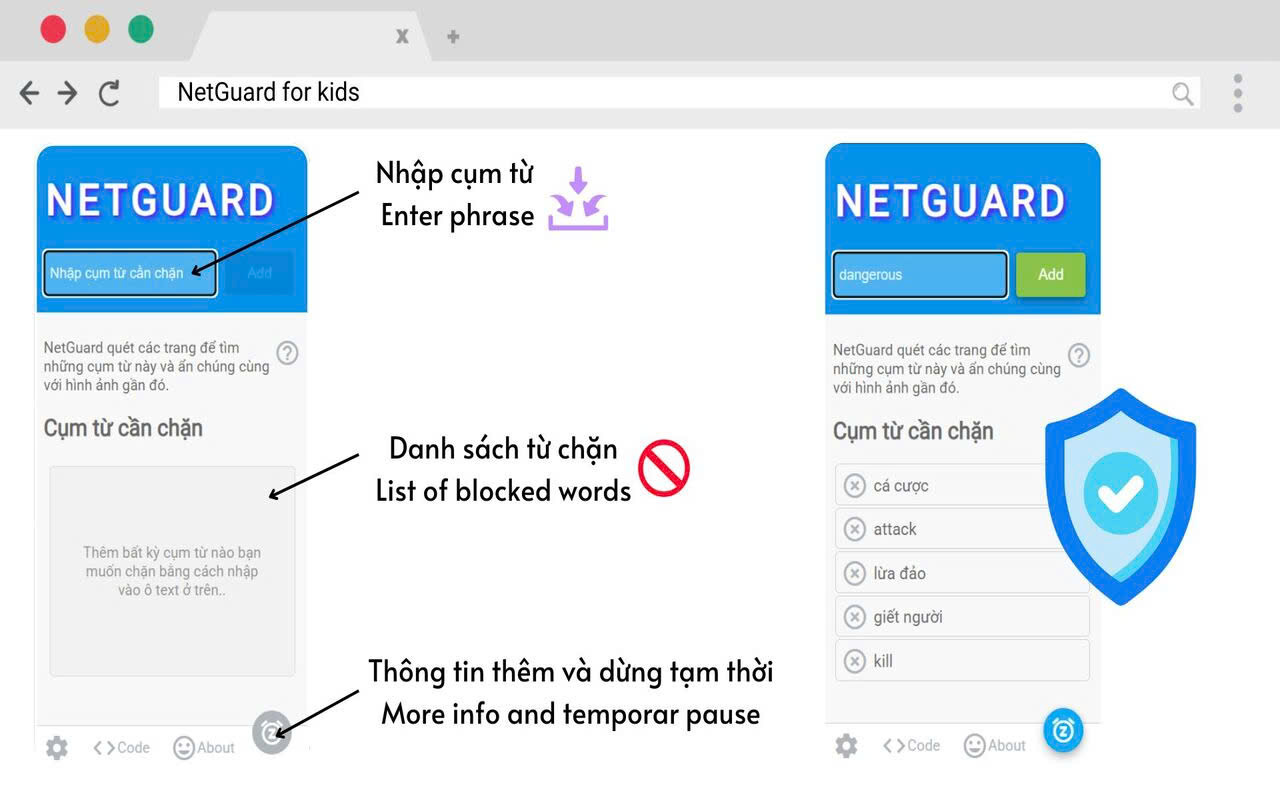 NetGuard for kids
NETGUARD
Nhập cụm từ cần chặn
Add
NetGuard quét các trang để tìm
những cụm từ này và ẩn chúng cùng
với hình ảnh gần đó.
Cụm từ cần chặn
Thêm bất kỳ cụm từ nào bạn
muốn chặn bằng cách nhập
vào ô text ở trên..
Code
About
Nhập cụm từ
Enter phrase
Danh sách từ chặn
List of blocked words
Thông tin thêm và dừng tạm thời
More info and temporar pause
NETGUARD
dangerous
Add
NetGuard quét các trang để tìm
những cụm từ này và ẩn chúng cùng
với hình ảnh gần đó.
Cụm từ cần chặn
cá cược
attack
lừa đảo
giết người
kill
Code
About